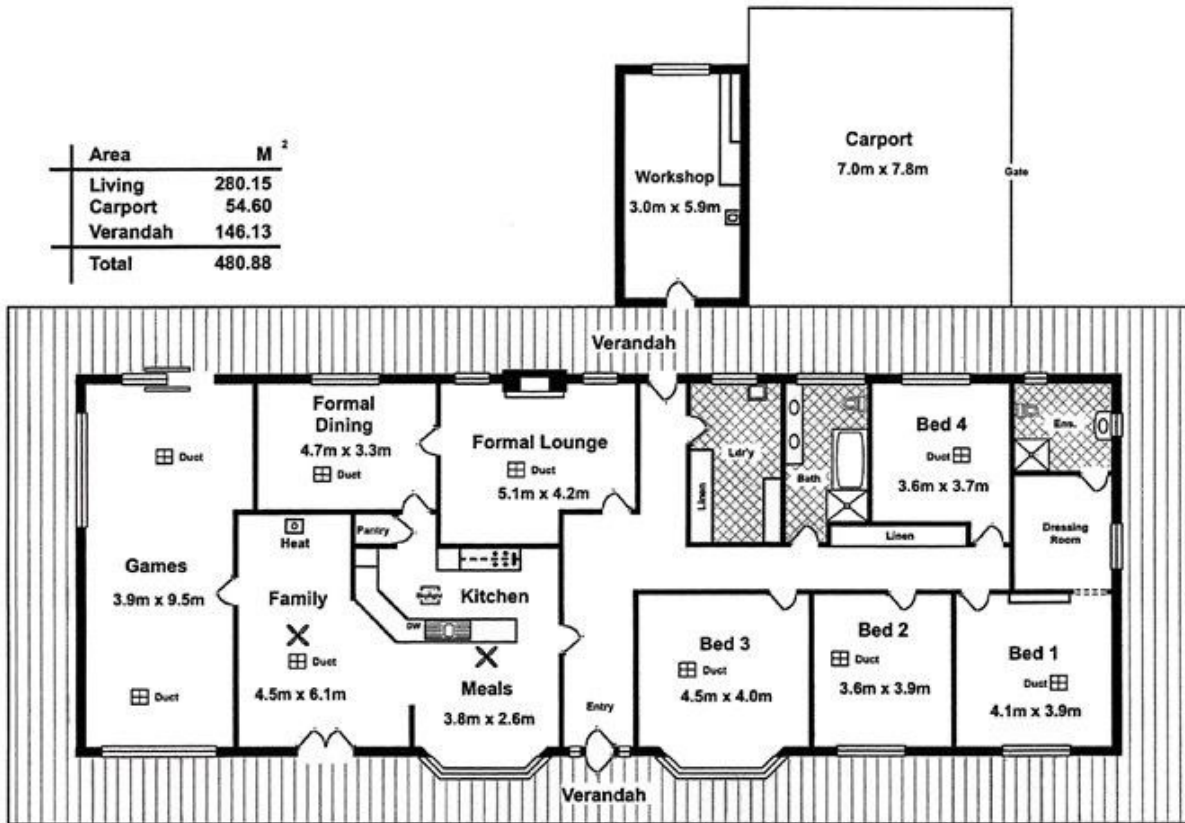 Area M 2
Living 280.15
Carport 54.60
Verandah 146.13
Total 480.88
Workshop
3.0m x 5.9m
Carport
7.0m x 7.8m
Gate
Verandah
Duct
Formal
Dining
4.7m x 3.3m
Duct
Formal Lounge
Duct
5.1m x 4.2m
Linen
Ldr'y
Bath
Bed 4
Duct
3.6m x 3.7m
Ens.
Linen
Dressing
Room
Pantry
Heat
Games
3.9m x 9.5m
Family
Duct
4.5m x 6.1m
Kitchen
DW
Meals
3.8m x 2.6m
Duct
Entry
Bed 3
Duct
4.5m x 4.0m
Bed 2
Duct
3.6m x 3.9m
Bed 1
Duct
4.1m x 3.9m
Verandah